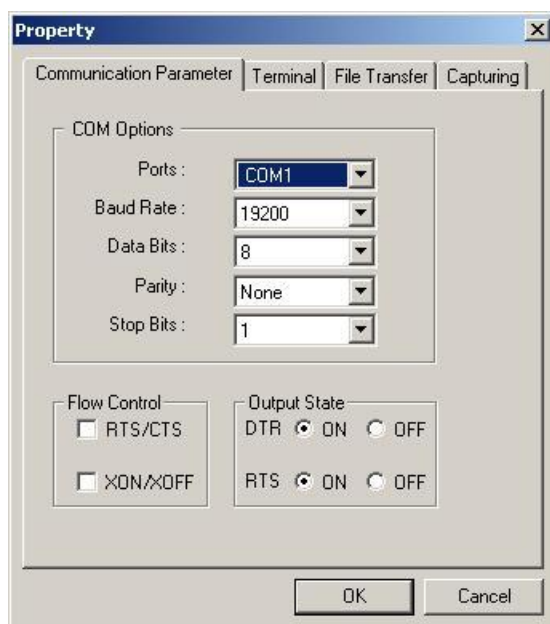 Property
Communication Parameter Terminal File Transfer Capturing
COM Options
Ports : COM1
Baud Rate : 19200
Data Bits : 8
Parity : None
Stop Bits : 1
Flow Control
RTS/CTS
XON/XOFF
Output State
DTR ON OFF
RTS ON OFF
OK Cancel